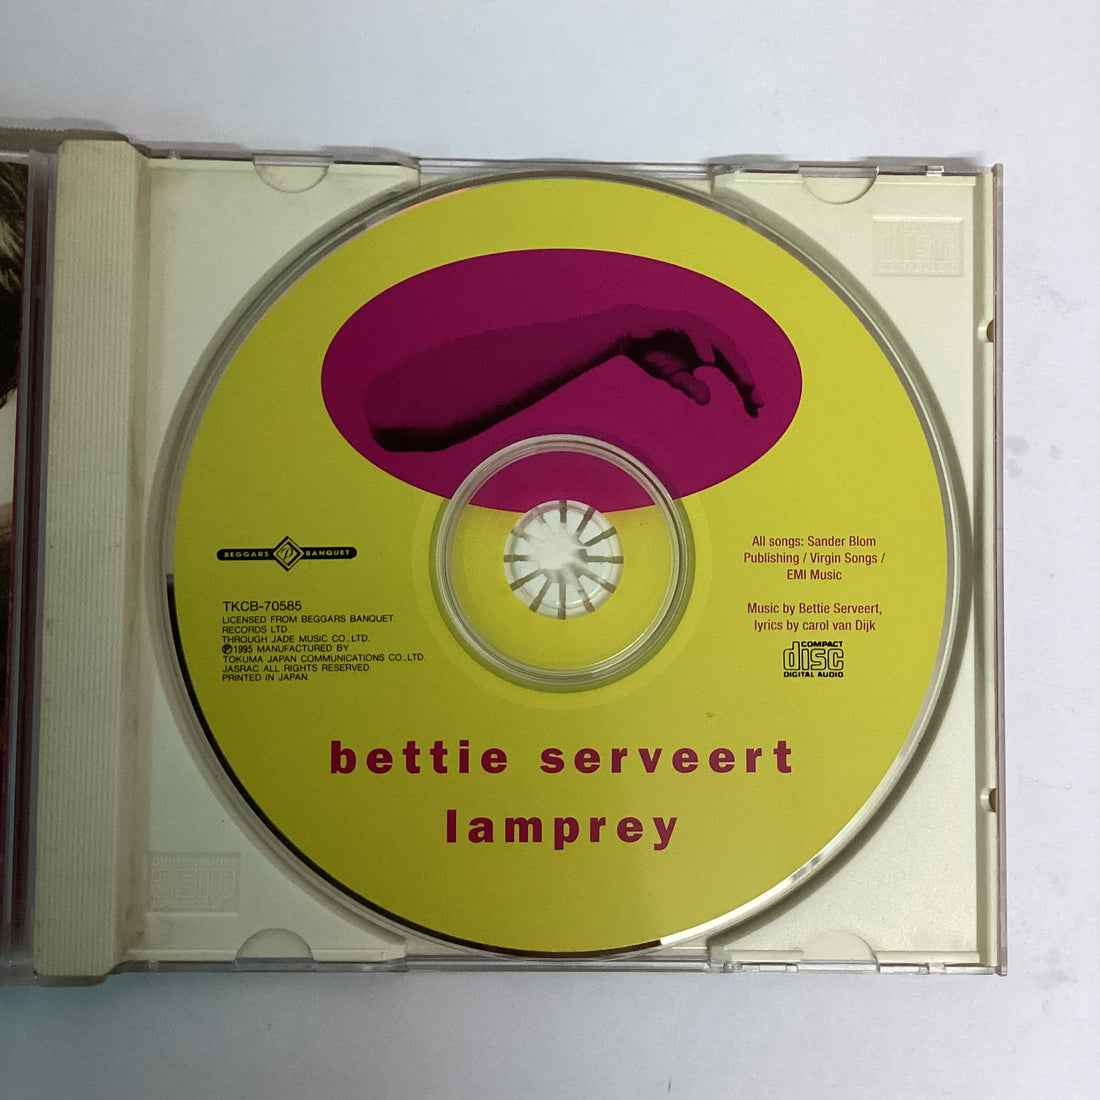 BEGGARS P BANQUET
TKCB-70585
LICENSED FROM BEGGARS BANQUET
RECORDS LTD.
THROUGH JADE MUSIC CO.,LTD.
Ⓟ1995 MANUFACTURED BY
TOKUMA JAPAN COMMUNICATIONS CO.,LTD.
JASRAC ALL RIGHTS RESERVED.
PRINTED IN JAPAN.
All songs: Sander Blom
Publishing / Virgin Songs /
EMI Music
Music by Bettie Serveert,
lyrics by carol van Dijk
COMPACT
disc
DIGITAL AUDIO
bettie serveert
lamprey
disc